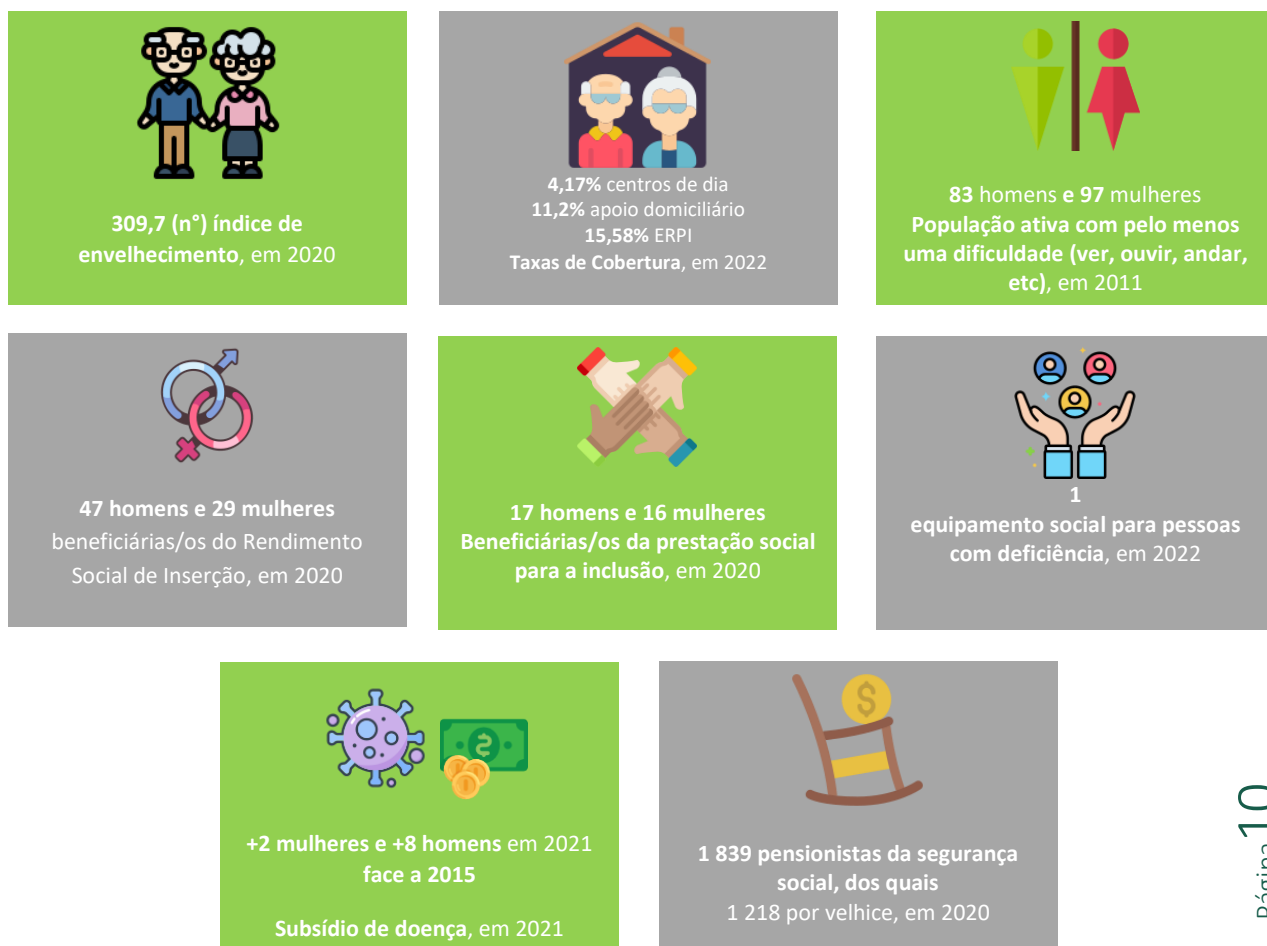 309,7 (n°) índice de
envelhecimento, em 2020
4,17% centros de dia
11,2% apoio domiciliário
15,58% ERPI
Taxas de Cobertura, em 2022
83 homens e 97 mulheres
População ativa com pelo menos
uma dificuldade (ver, ouvir, andar,
etc), em 2011
47 homens e 29 mulheres
beneficiárias/os do Rendimento
Social de Inserção, em 2020
17 homens e 16 mulheres
Beneficiárias/os da prestação social
para a inclusão, em 2020
1
equipamento social para pessoas
com deficiência, em 2022
+2 mulheres e +8 homens em 2021
face a 2015
Subsídio de doença, em 2021
1 839 pensionistas da segurança
social, dos quais
1 218 por velhice, em 2020
Página 10